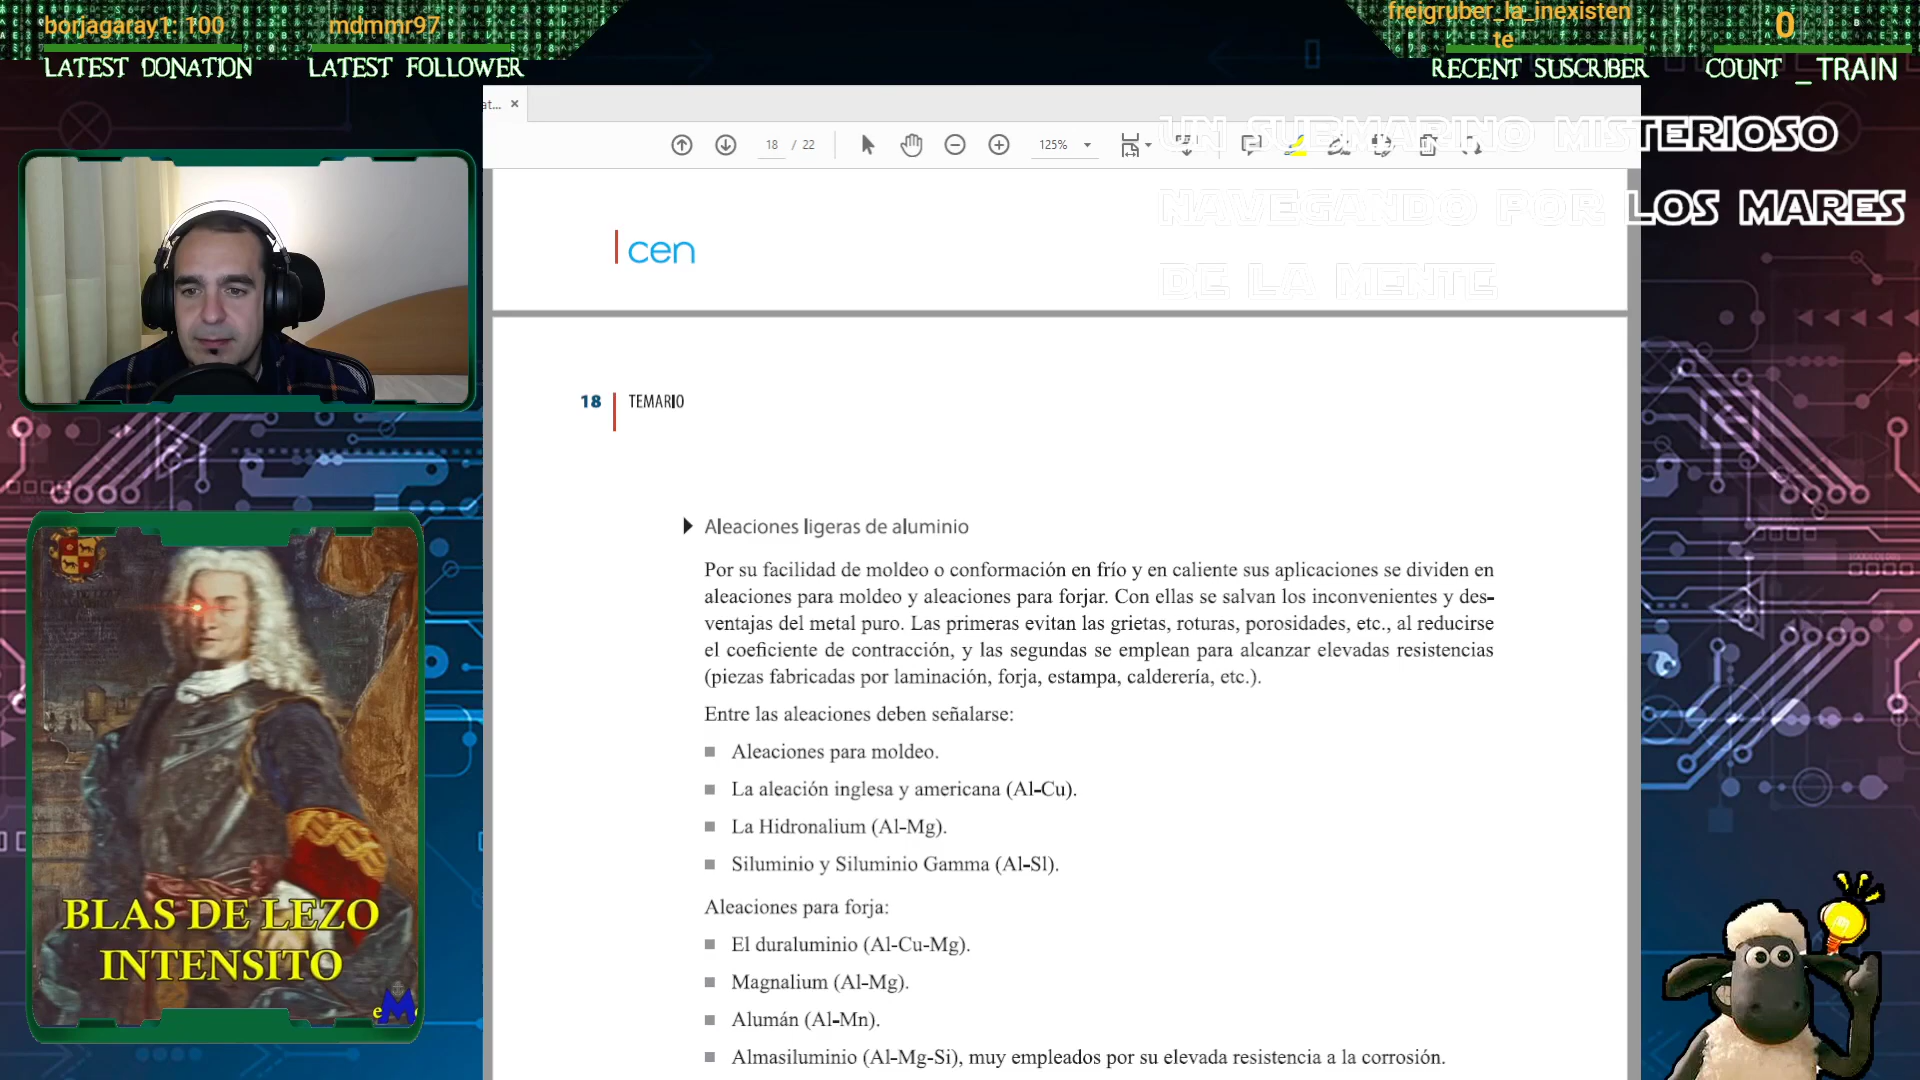 borjagaray1: 100
mdmmr97
freigruber_la_inexisten
te
0
LATEST DONATION
LATEST FOLLOWER
RECENT SUSCRIBER
COUNT _TRAIN
at...
18 / 22
125%
UN SUBMARINO MISTERIOSO
NAVEGANDO POR LOS MARES
DE LA MENTE
cen
18
TEMARIO
Aleaciones ligeras de aluminio
Por su facilidad de moldeo o conformación en frío y en caliente sus aplicaciones se dividen en
aleaciones para moldeo y aleaciones para forjar. Con ellas se salvan los inconvenientes y des-
ventajas del metal puro. Las primeras evitan las grietas, roturas, porosidades, etc., al reducirse
el coeficiente de contracción, y las segundas se emplean para alcanzar elevadas resistencias
(piezas fabricadas por laminación, forja, estampa, calderería, etc.).
Entre las aleaciones deben señalarse:
Aleaciones para moldeo.
La aleación inglesa y americana (Al-Cu).
La Hidronalium (Al-Mg).
Siluminio y Siluminio Gamma (Al-Sl).
Aleaciones para forja:
El duraluminio (Al-Cu-Mg).
Magnalium (Al-Mg).
Alumán (Al-Mn).
Almasiluminio (Al-Mg-Si), muy empleados por su elevada resistencia a la corrosión.
BLAS DE LEZO
INTENSITO